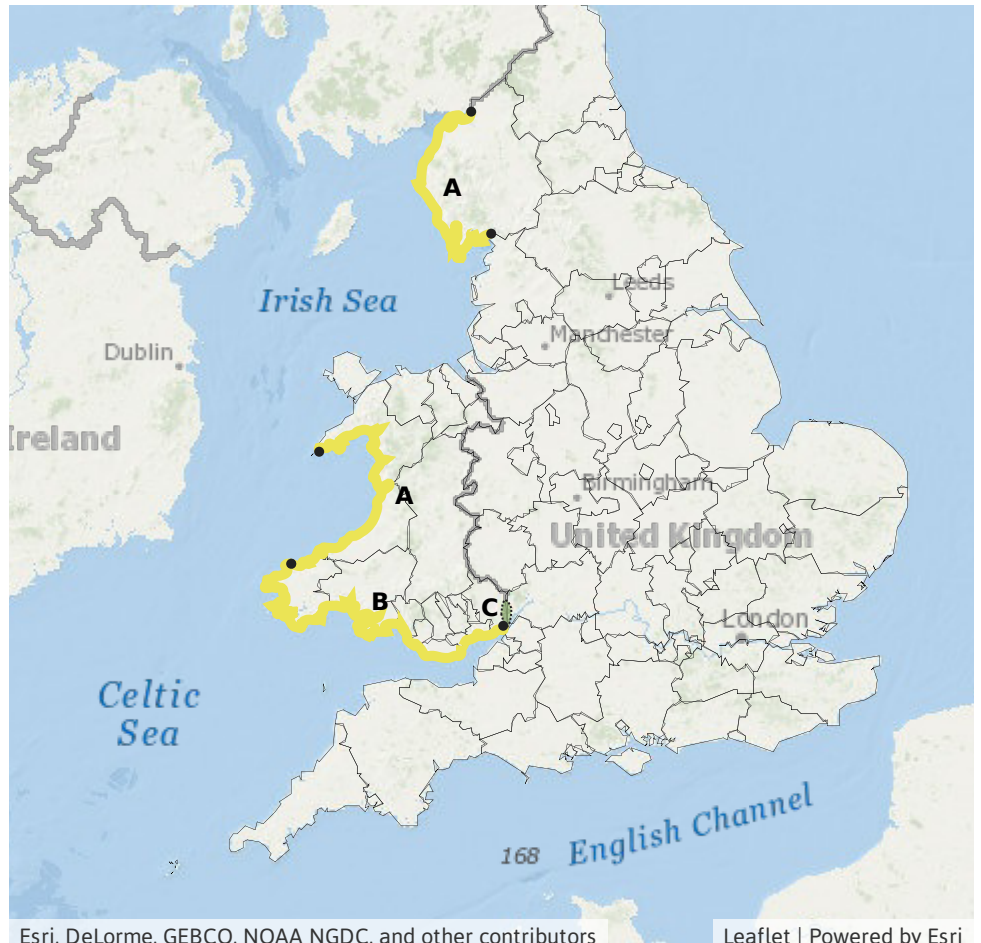 A
Leeds
Irish Sea
Manchester
Dublin
Ireland
Birmingham
A
United Kingdom
B
C
London
Celtic
Sea
English Channel
168
Esri, DeLorme, GEBCO, NOAA NGDC, and other contributors
Leaflet | Powered by Esri